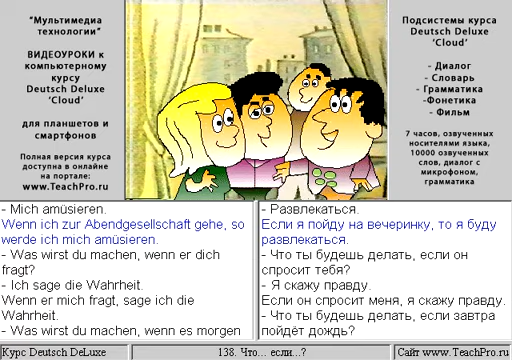 "Мультимедиа
технологии"
ВИДЕОУРОКИ к
компьютерному
курсу
Deutsch Deluxe
'Cloud'
для планшетов и
смартфонов
Полная версия курса
доступна в онлайне
на портале:
www.TeachPro.ru
Подсистемы курса
Deutsch Deluxe
'Cloud'
- Диалог
- Словарь
- Грамматика
-Фонетика
- Фильм
7 часов, озвученных
носителями языка,
10000 озвученных
слов, диалог с
микрофоном,
грамматика
- Mich amüsieren.
Wenn ich zur Abendgesellschaft gehe, so
werde ich mich amüsieren.
- Was wirst du machen, wenn er dich
fragt?
- Ich sage die Wahrheit.
Wenn er mich fragt, sage ich die
Wahrheit.
- Was wirst du machen, wenn es morgen
- Развлекаться.
Если я пойду на вечеринку, то я буду
развлекаться.
- Что ты будешь делать, если он
спросит тебя?
- Я скажу правду.
Если он спросит меня, я скажу правду.
- Что ты будешь делать, если завтра
пойдёт дождь?
Курс Deutsch DeLuxe
138. Что... если...?
Сайт www.TeachPro.ru